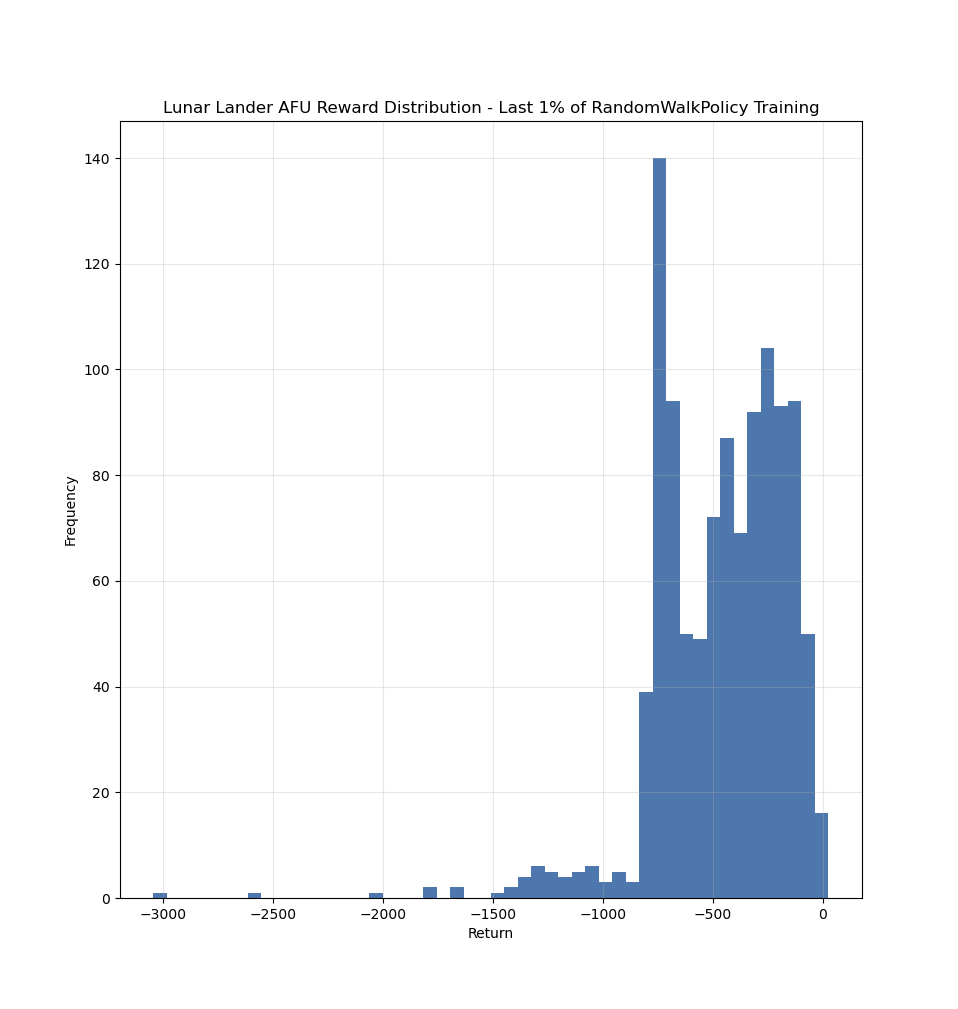 Lunar Lander AFU Reward Distribution - Last 1% of RandomWalkPolicy Training
140
120
100
80
60
40
20
0
Frequency
−3000 −2500 −2000 −1500 −1000 −500 0
Return